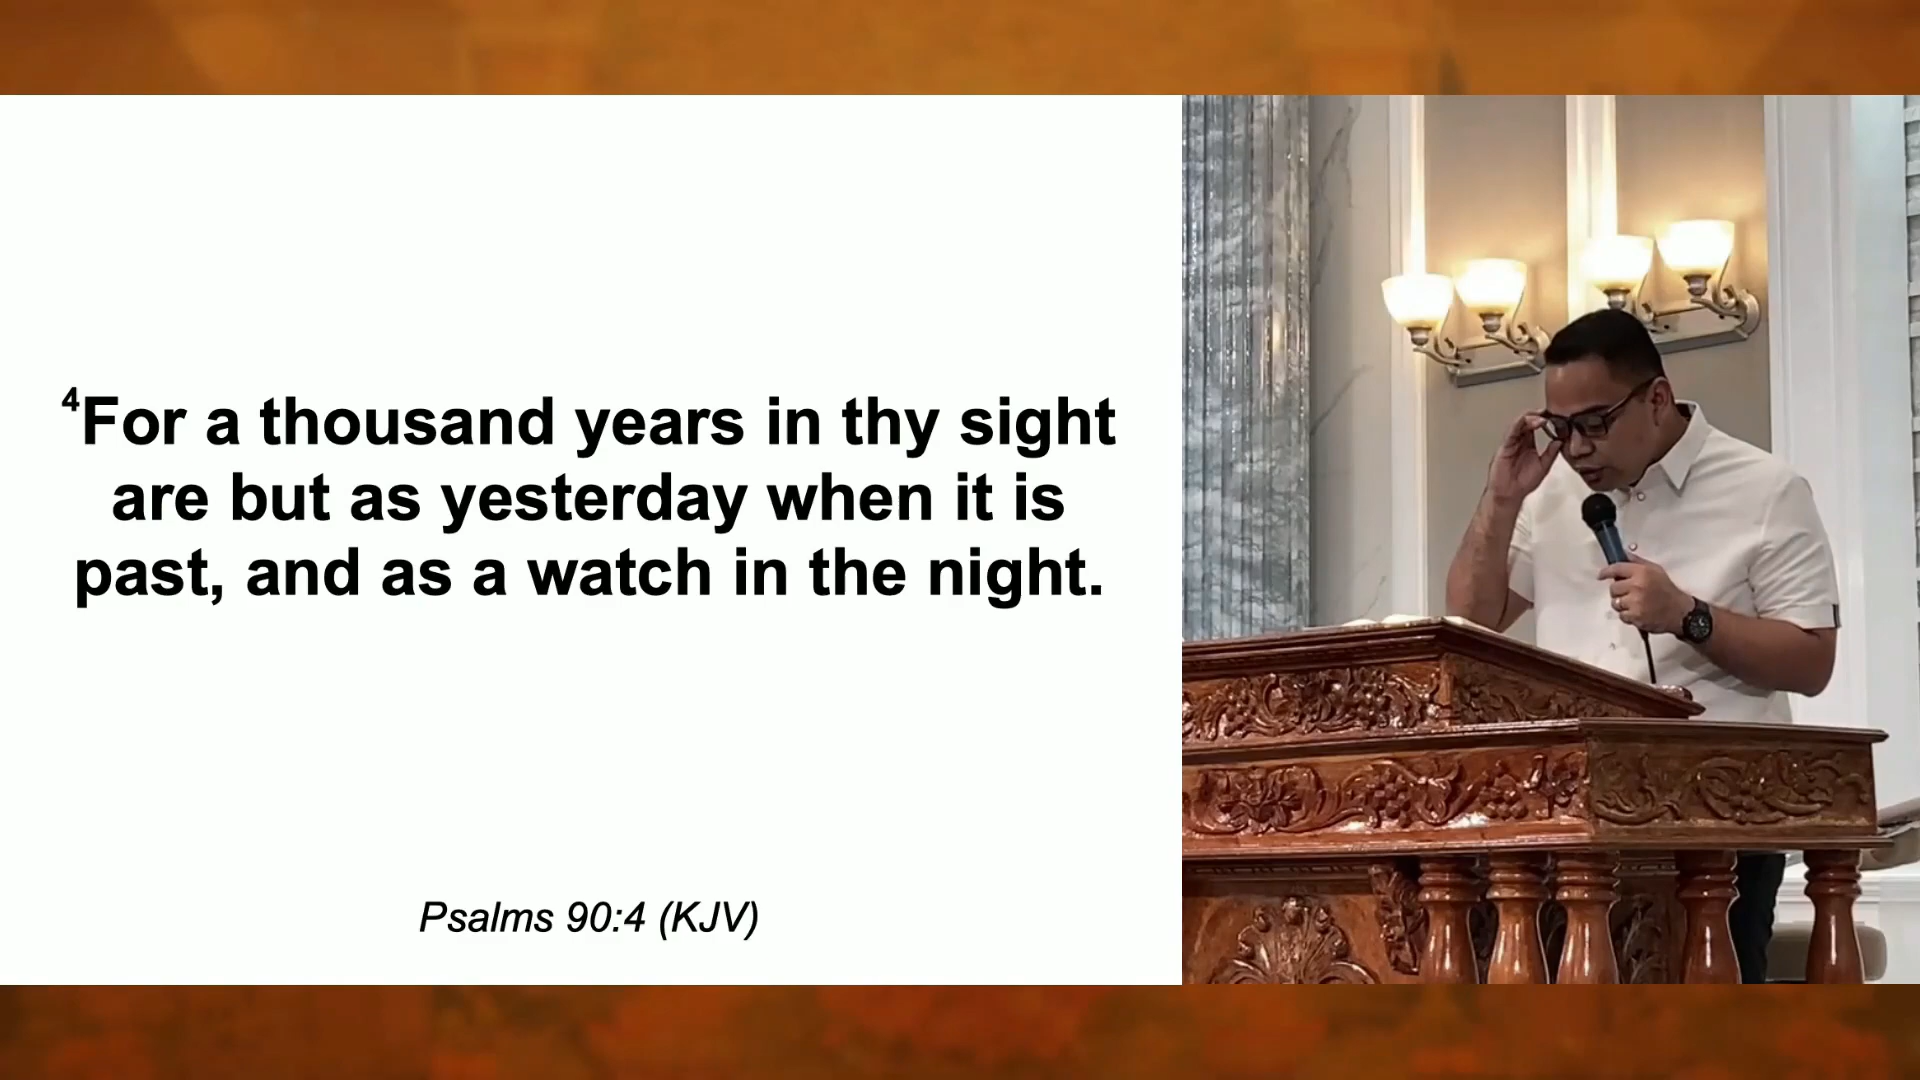 4For a thousand years in thy sight
are but as yesterday when it is
past, and as a watch in the night.
Psalms 90:4 (KJV)